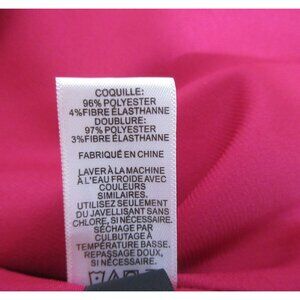 COQUILLE:
96% POLYESTER
4%FIBRE ÉLASTHANNE
DOUBLURE:
97% POLYESTER
3%FIBRE ÉLASTHANNE
FABRIQUÉ EN CHINE
LAVER À LA MACHINE
À L'EAU FROIDE AVEC
COULEURS
SIMILAIRES.
UTILISEZ SEULEMENT
DU JAVELLISANT SANS
CHLORE, SI NÉCESSAIRE.
SÉCHAGE PAR
CULBUTAGE À
TEMPÉRATURE BASSE.
REPASSAGE DOUX,
SI NÉCESSAIRE.